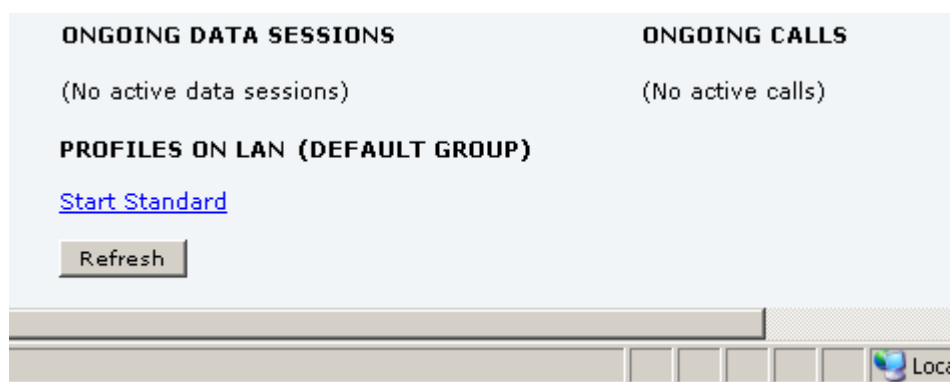 ONGOING DATA SESSIONS
ONGOING CALLS
(No active data sessions)
(No active calls)
PROFILES ON LAN (DEFAULT GROUP)
Start Standard
Refresh